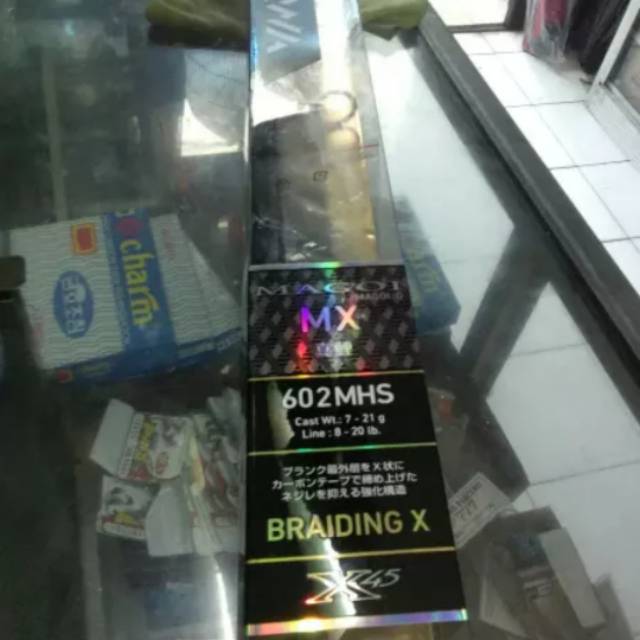 MAGOI
MX
602MHS
Cast Wt.: 7 - 21 g
Line : 8 - 20 lb.
ブランク最外層をX状に
カーボンテープで締め上げた
ネジレを抑える強化構造
BRAIDING X
X45
charm